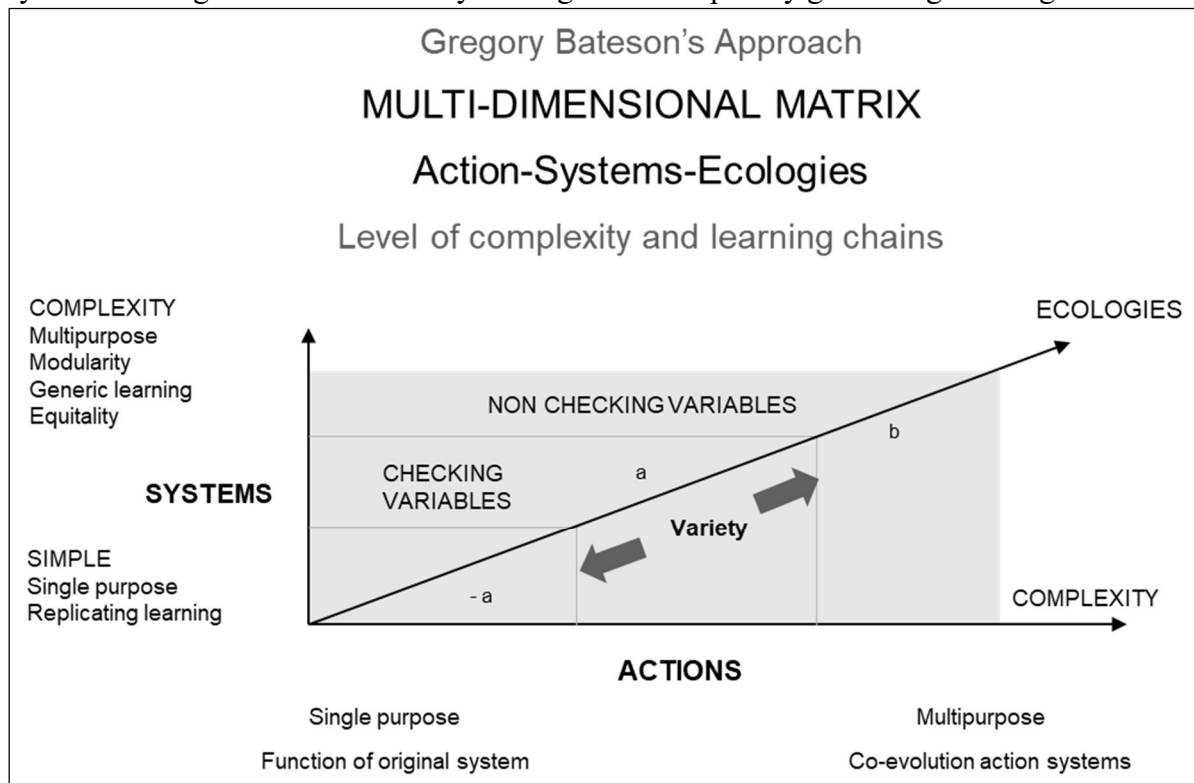 Gregory Bateson's Approach
MULTI-DIMENSIONAL MATRIX
Action-Systems-Ecologies
Level of complexity and learning chains
COMPLEXITY
Multipurpose
Modularity
Generic learning
Equitality
ECOLOGIES
NON CHECKING VARIABLES
b
a
CHECKING
VARIABLES
SYSTEMS
Variety
SIMPLE
Single purpose
Replicating learning
- a
COMPLEXITY
ACTIONS
Single purpose
Multipurpose
Function of original system
Co-evolution action systems